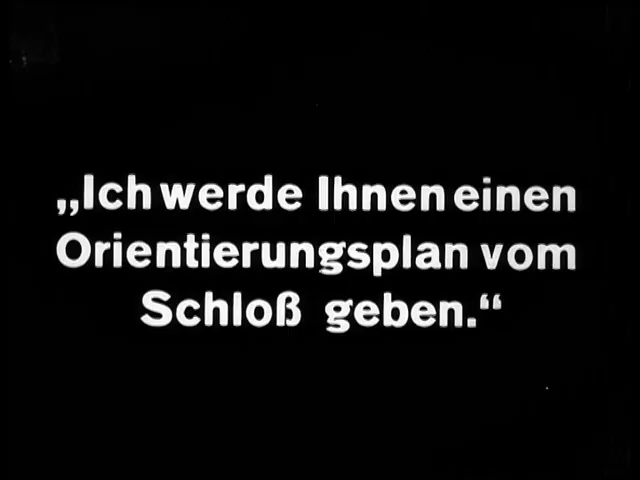 „Ich werde Ihnen einen
Orientierungsplan vom
Schloß geben.“